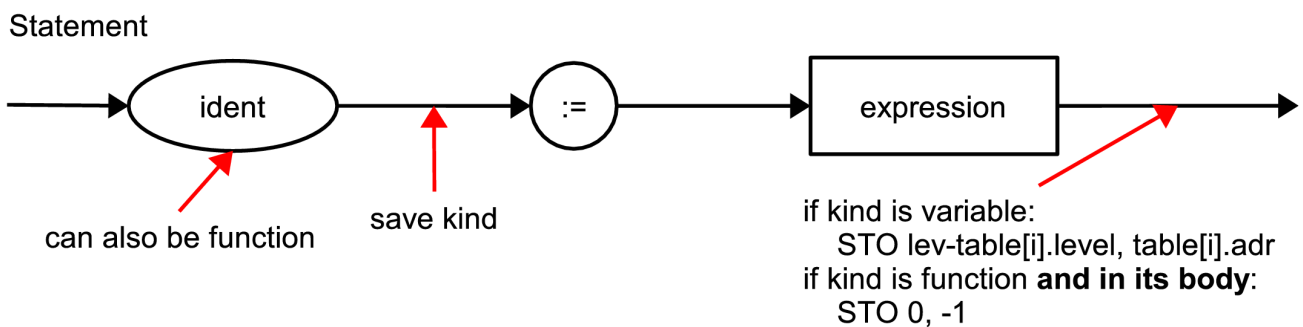 Statement
ident
:=
expression
can also be function
save kind
if kind is variable:
STO lev-table[i].level, table[i].adr
if kind is function and in its body:
STO 0, -1